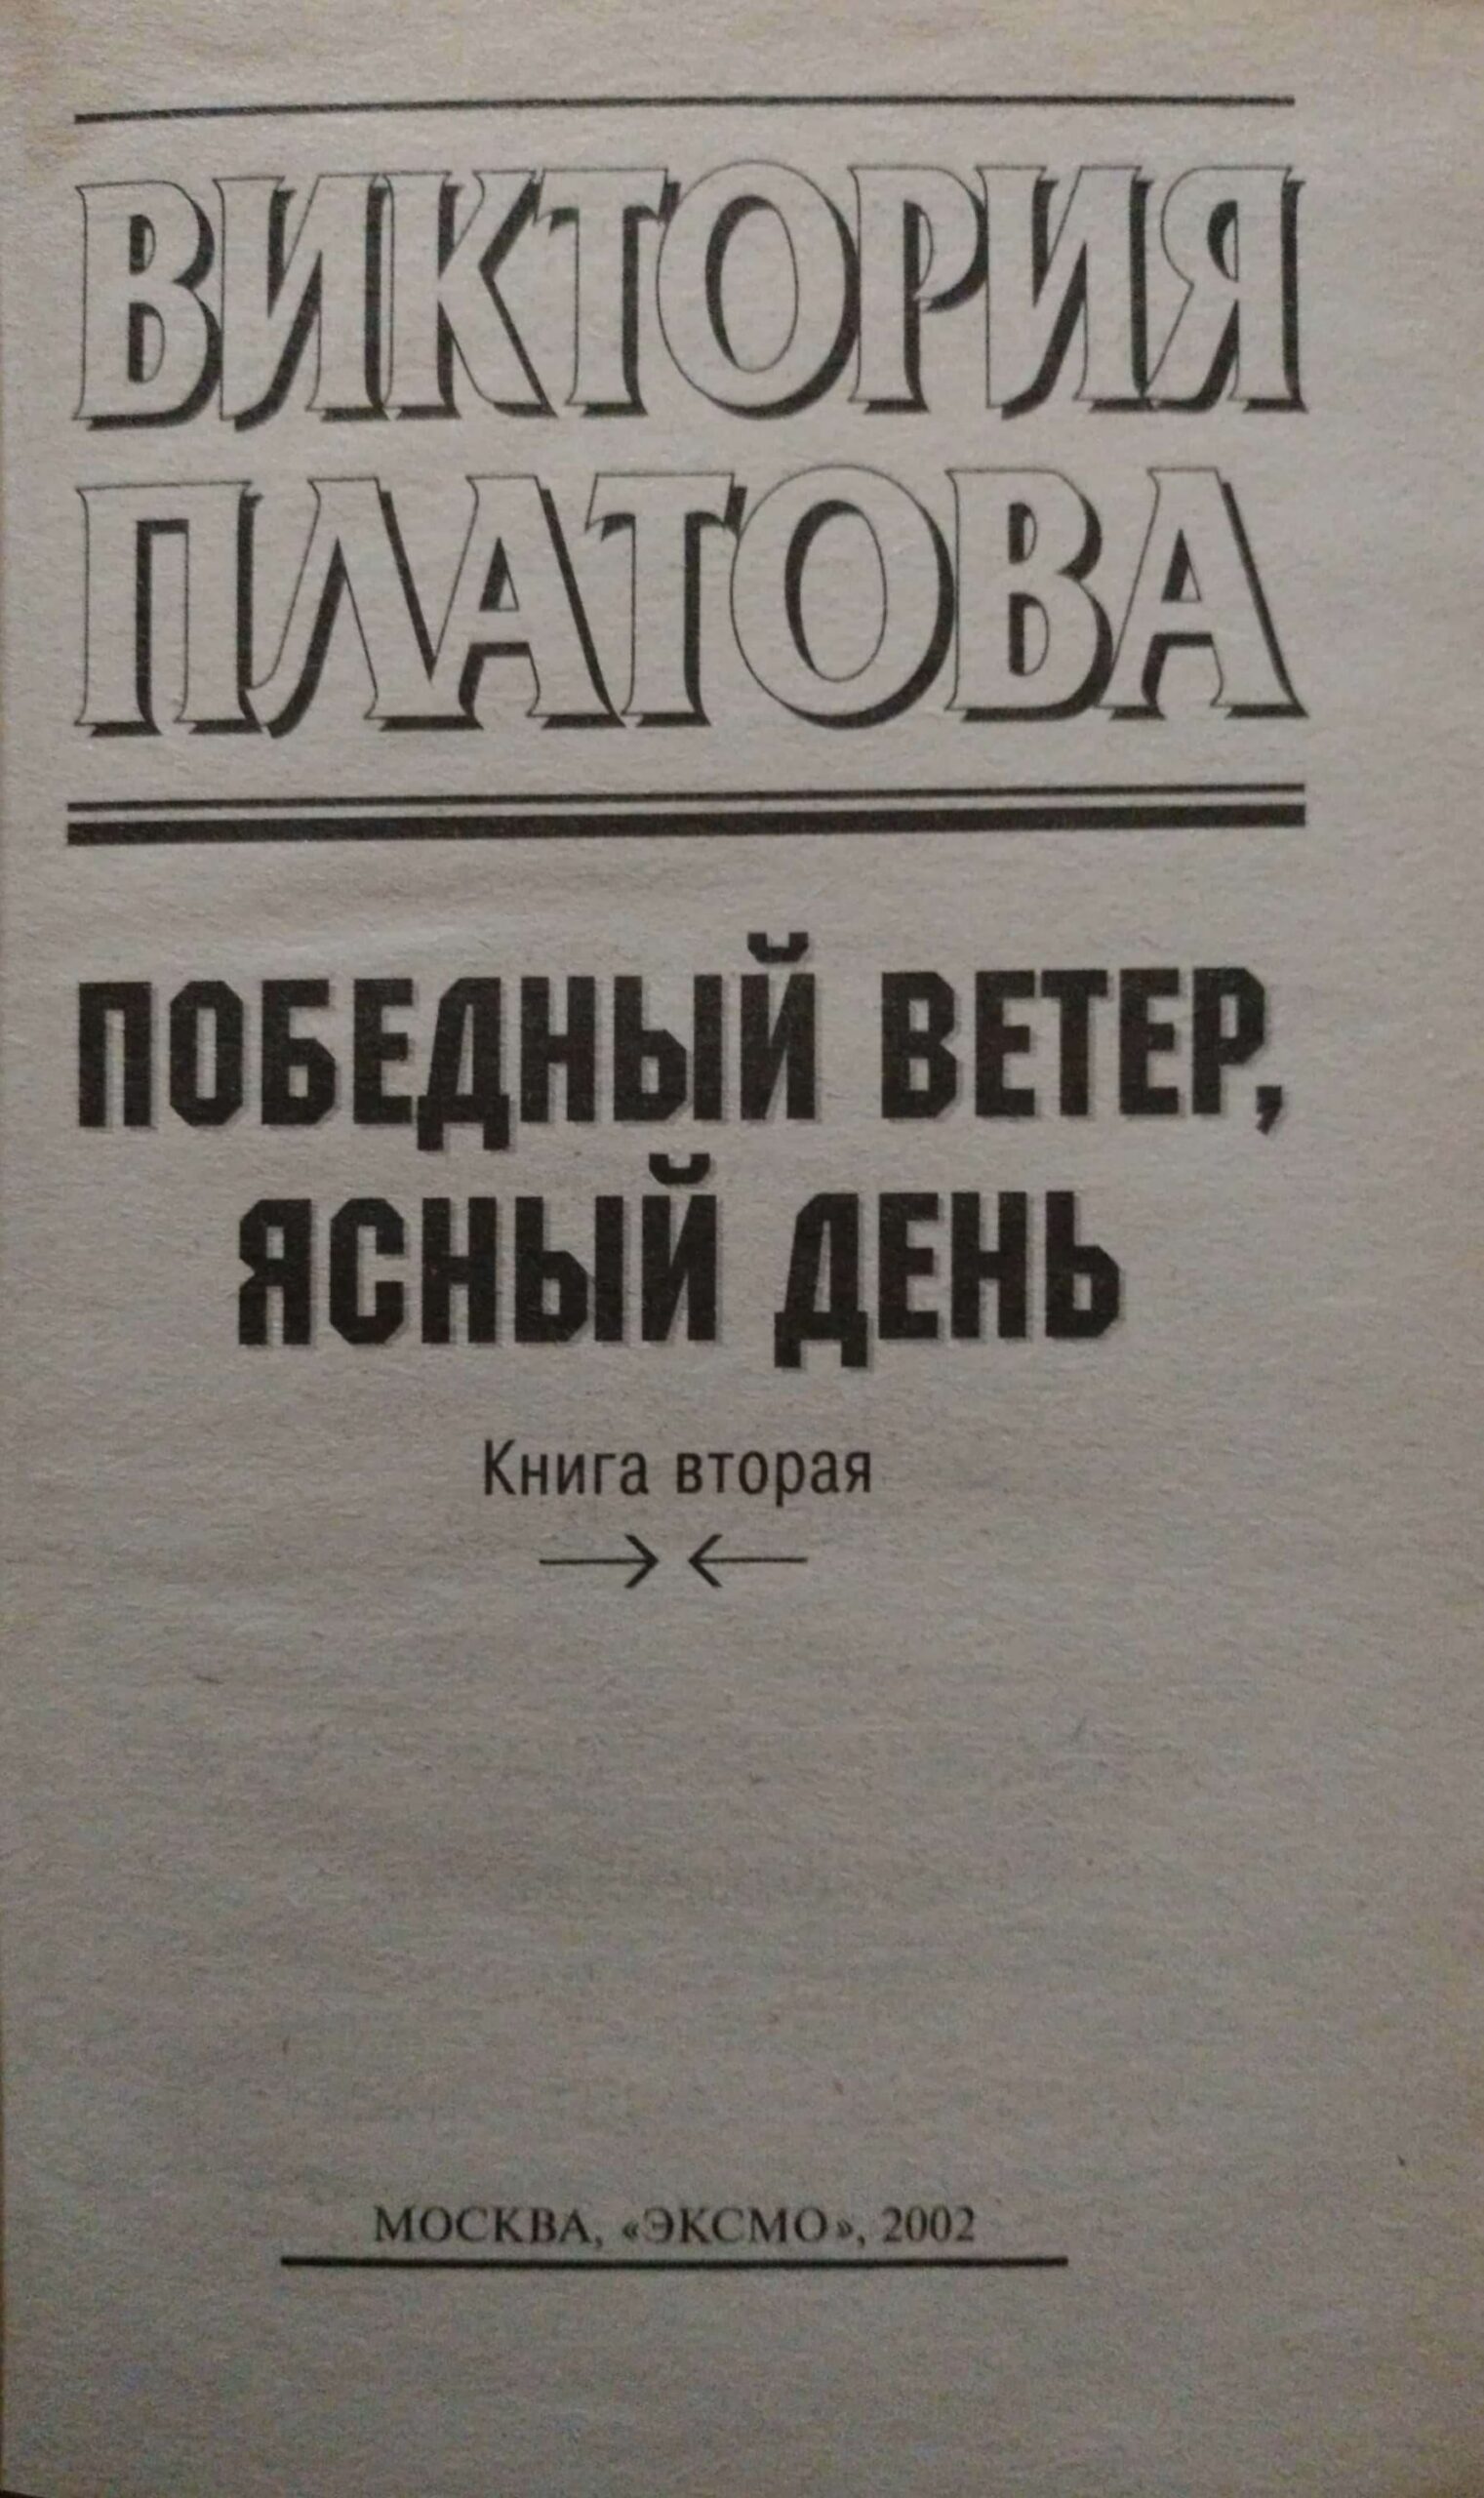 ВИКТОРИЯ
ПЛАТОВА
ПОБЕДНЫЙ ВЕТЕР,
ЯСНЫЙ ДЕНЬ
Книга вторая
МОСКВА, «ЭКСМО», 2002